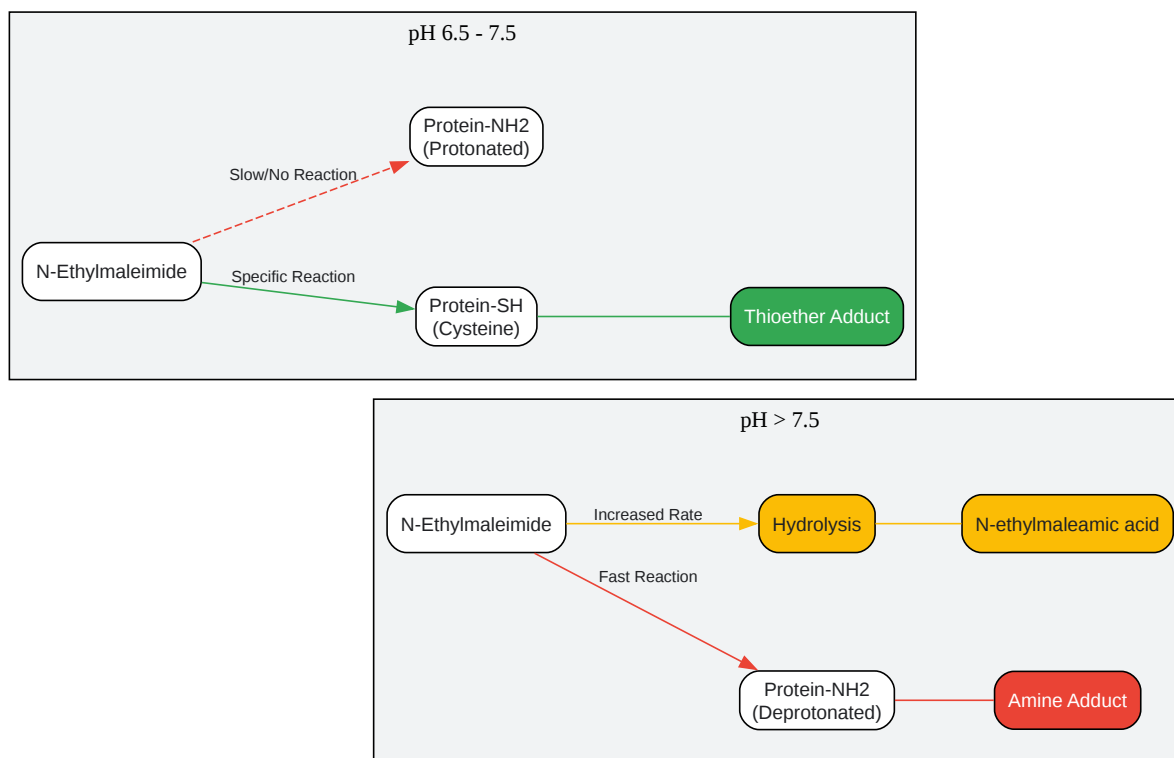 pH 6.5 - 7.5
Protein-NH2
(Protonated)
Slow/No Reaction
N-Ethylmaleimide
Specific Reaction
Protein-SH
(Cysteine)
Thioether Adduct
pH > 7.5
N-Ethylmaleimide
Increased Rate
Hydrolysis
N-ethylmaleamic acid
Fast Reaction
Protein-NH2
(Deprotonated)
Amine Adduct